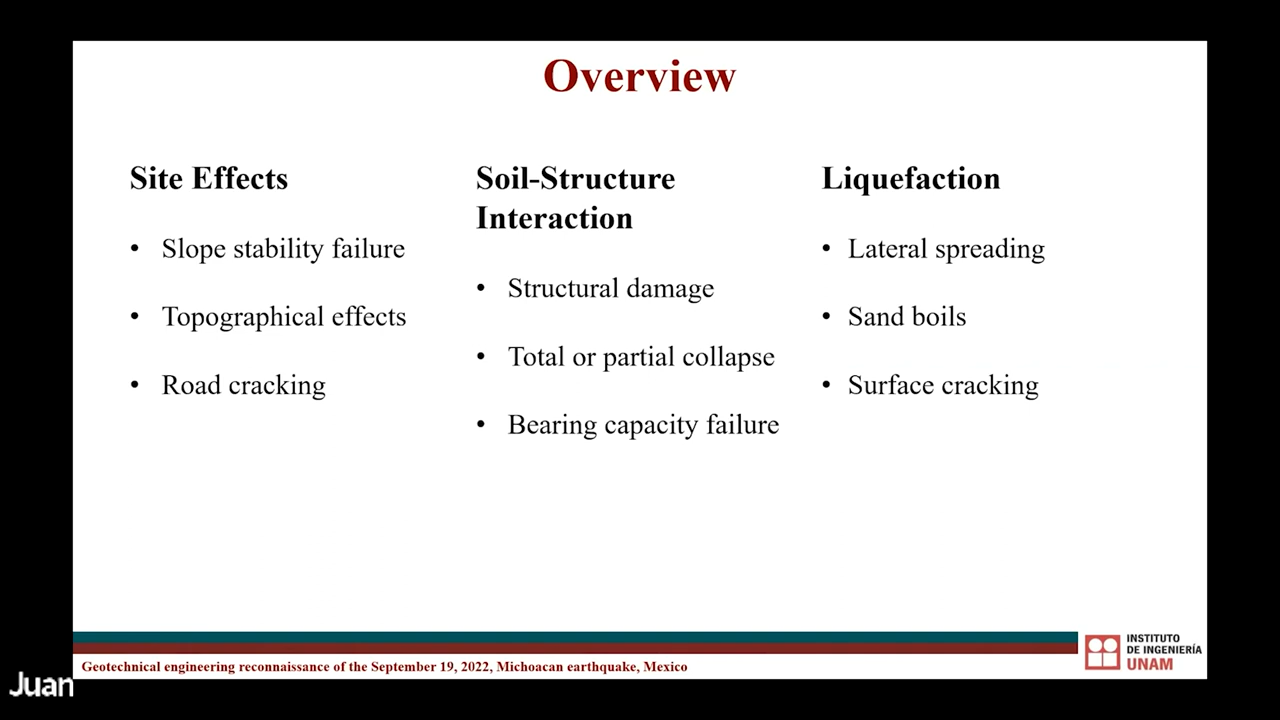 Overview
Site Effects
• Slope stability failure
• Topographical effects
• Road cracking
Soil-Structure
Interaction
• Structural damage
• Total or partial collapse
• Bearing capacity failure
Liquefaction
• Lateral spreading
• Sand boils
• Surface cracking
Geotechnical engineering reconnaissance of the September 19, 2022, Michoacan earthquake, Mexico
INSTITUTO
DE INGENIERÍA
UNAM
Juan